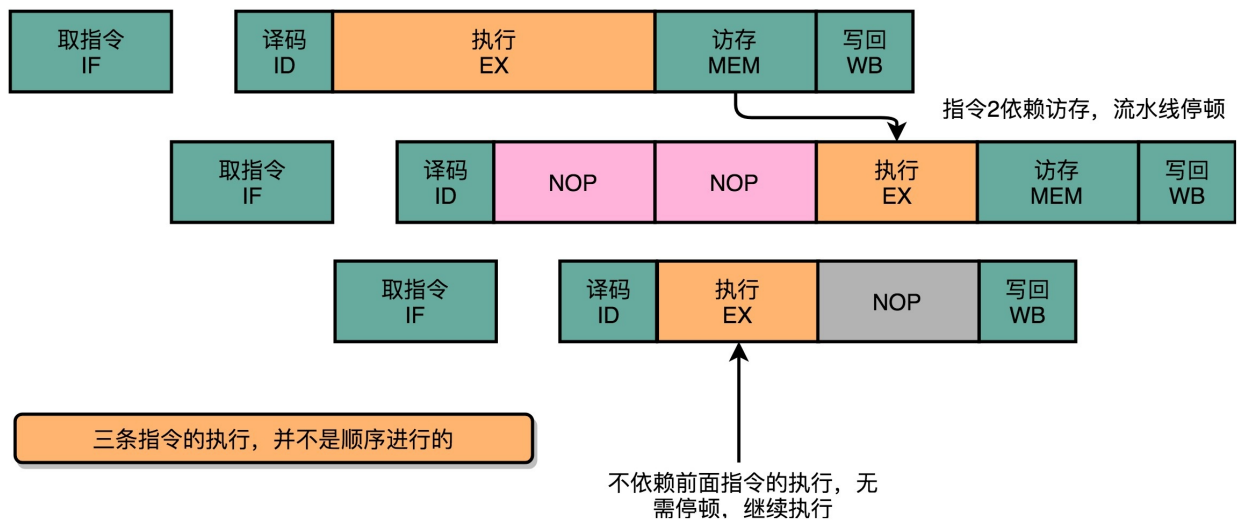 取指令
IF
译码
ID
执行
EX
访存
MEM
写回
WB
指令2依赖访存，流水线停顿
取指令
IF
译码
ID
NOP
NOP
执行
EX
访存
MEM
写回
WB
取指令
IF
译码
ID
执行
EX
NOP
写回
WB
三条指令的执行，并不是顺序进行的
不依赖前面指令的执行，无
需停顿，继续执行